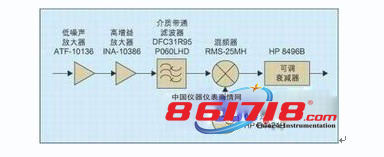 低噪声
放大器
ATF-10136
高增益
放大器
INA-10386
介质带通
滤波器
DFC31R95
P060LHD
混频器
RMS-25MH
HP 8496B
可调
衰减器
中国仪器仪表商情网
861718.com